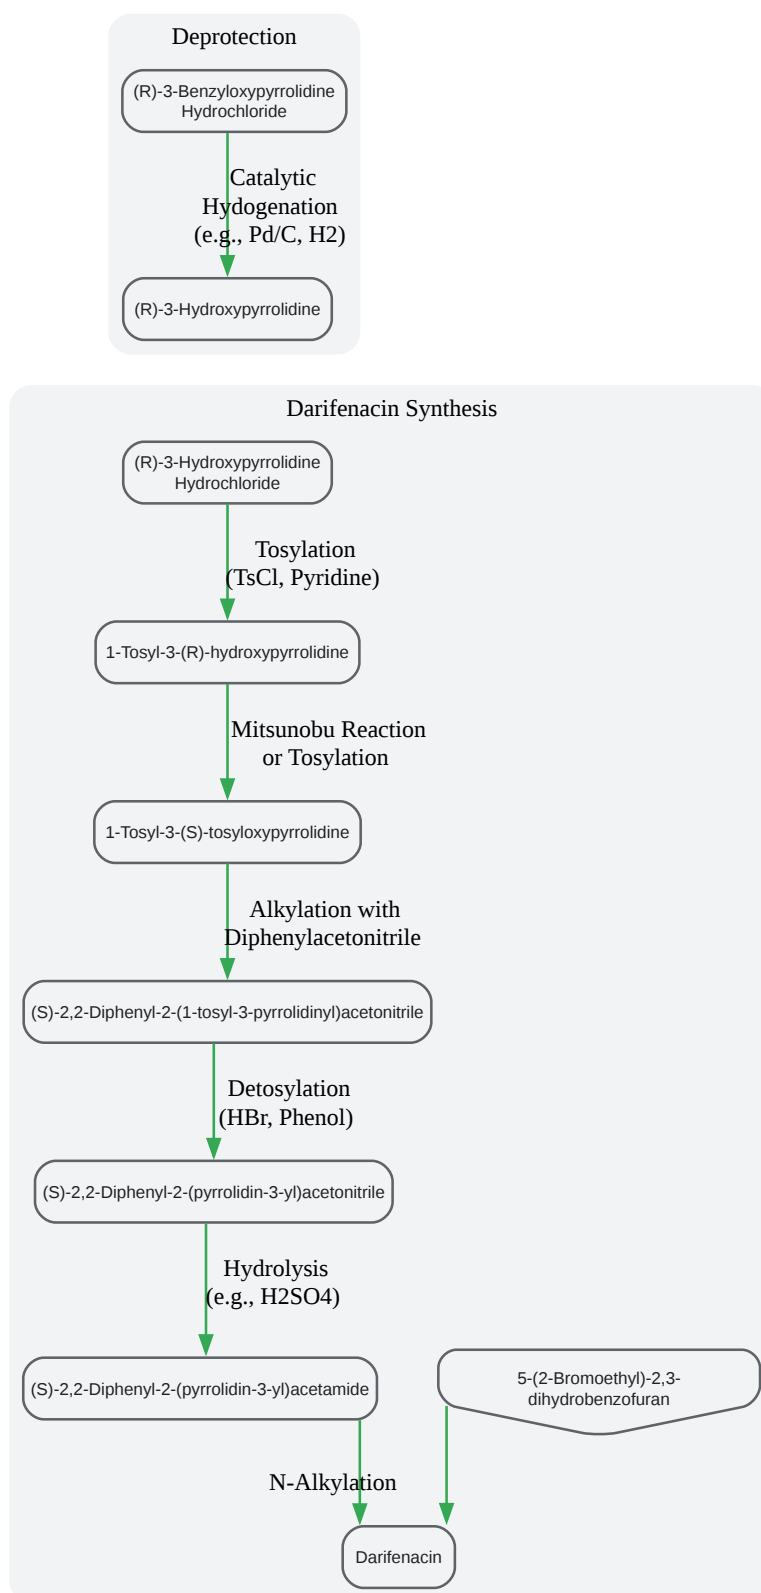 Deprotection
(R)-3-Benzyloxypyrrolidine
Hydrochloride
Catalytic
Hydogenation
(e.g., Pd/C, H2)
(R)-3-Hydroxypyrrolidine
Darifenacin Synthesis
(R)-3-Hydroxypyrrolidine
Hydrochloride
Tosylation
(TsCl, Pyridine)
1-Tosyl-3-(R)-hydroxypyrrolidine
Mitsunobu Reaction
or Tosylation
1-Tosyl-3-(S)-tosyloxypyrrolidine
Alkylation with
Diphenylacetonitrile
(S)-2,2-Diphenyl-2-(1-tosyl-3-pyrrolidinyl)acetonitrile
Detosylation
(HBr, Phenol)
(S)-2,2-Diphenyl-2-(pyrrolidin-3-yl)acetonitrile
Hydrolysis
(e.g., H2SO4)
(S)-2,2-Diphenyl-2-(pyrrolidin-3-yl)acetamide
5-(2-Bromoethyl)-2,3-
dihydrobenzofuran
N-Alkylation
Darifenacin